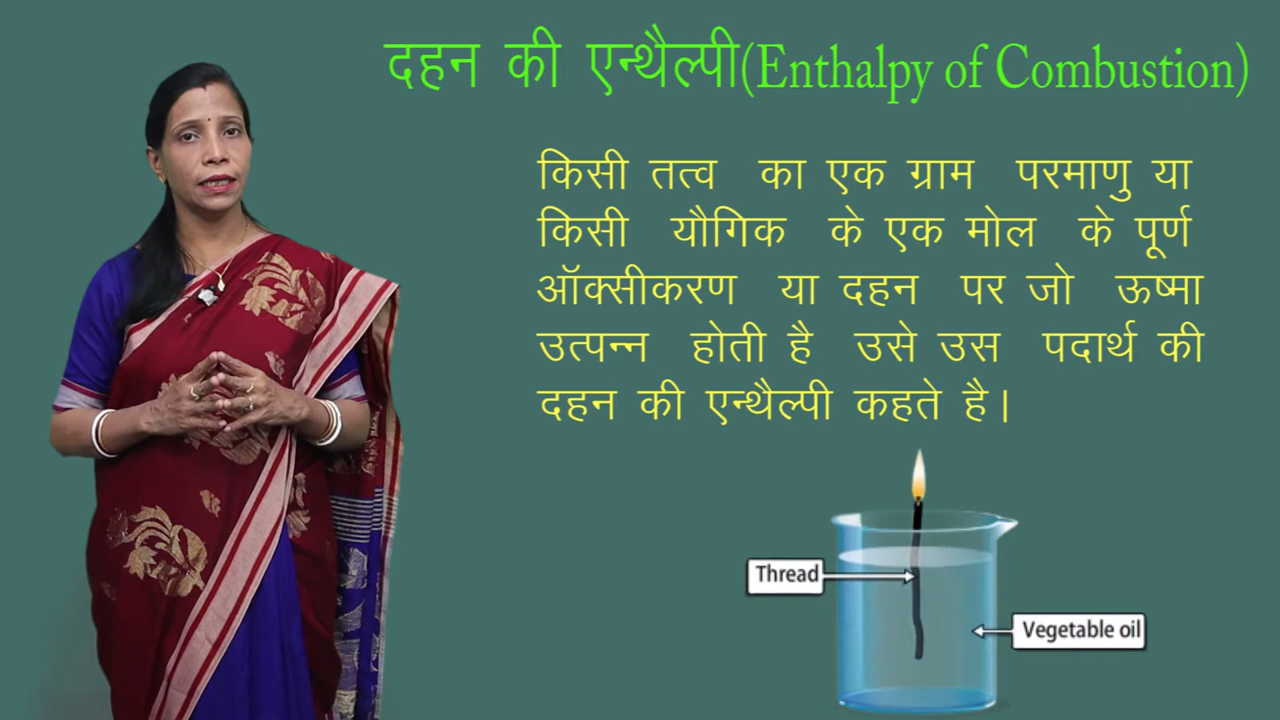 दहन की एन्थैल्पी(Enthalpy of Combustion)
किसी तत्व का एक ग्राम परमाणु या
किसी यौगिक के एक मोल के पूर्ण
ऑक्सीकरण या दहन पर जो ऊष्मा
उत्पन्न होती है उसे उस पदार्थ की
दहन की एन्थैल्पी कहते है।
Thread
Vegetable oil